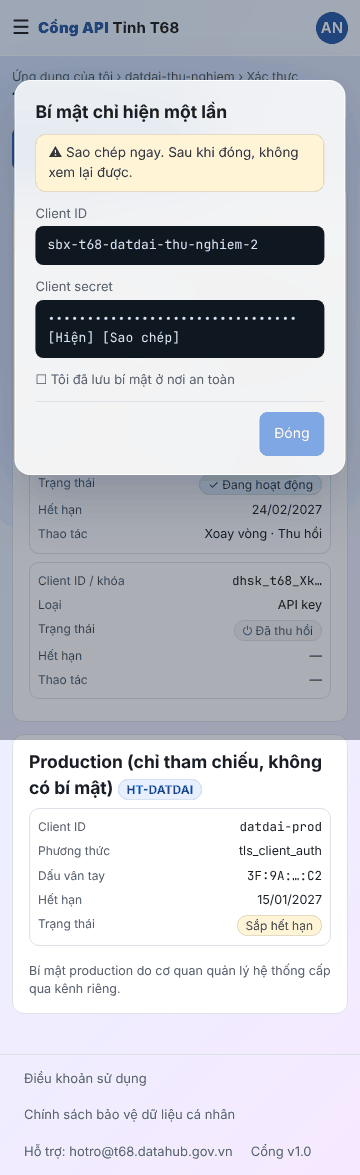 ☰ Cổng API Tỉnh T68 AN
Ứng dụng của tôi › datdai-thu-nghiem › Xác thực
Bí mật chỉ hiện một lần
⚠ Sao chép ngay. Sau khi đóng, không
xem lại được.
Client ID
sbx-t68-datdai-thu-nghiem-2
Client secret
••••••••••••••••••••••••••••••••
[Hiện] [Sao chép]
☐ Tôi đã lưu bí mật ở nơi an toàn
Đóng
Trạng thái ✓ Đang hoạt động
Hết hạn 24/02/2027
Thao tác Xoay vòng · Thu hồi
Client ID / khóa dhsk_t68_Xk…
Loại API key
Trạng thái ⏻ Đã thu hồi
Hết hạn —
Thao tác —
Production (chỉ tham chiếu, không
có bí mật) HT-DATDAI
Client ID datdai-prod
Phương thức tls_client_auth
Dấu vân tay 3F:9A:…:C2
Hết hạn 15/01/2027
Trạng thái Sắp hết hạn
Bí mật production do cơ quan quản lý hệ thống cấp
qua kênh riêng.
Điều khoản sử dụng
Chính sách bảo vệ dữ liệu cá nhân
Hỗ trợ: hotro@t68.datahub.gov.vn Cổng v1.0